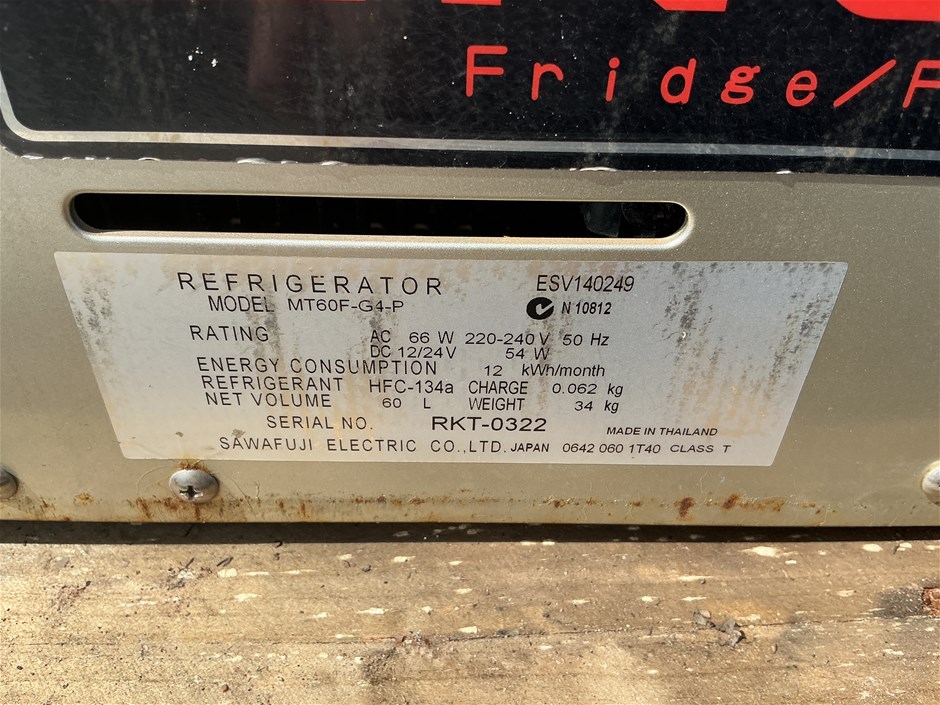 Fridge/F
REFRIGERATOR ESV140249
MODEL MT60F-G4-P N 10812
RATING AC 66 W 220-240 V 50 Hz
DC 12/24V 54 W
ENERGY CONSUMPTION 12 kWh/month
REFRIGERANT HFC-134a CHARGE 0.062 kg
NET VOLUME 60 L WEIGHT 34 kg
SERIAL NO. RKT-0322 MADE IN THAILAND
SAWAFUJI ELECTRIC CO.,LTD. JAPAN 0642 060 1T40 CLASS T